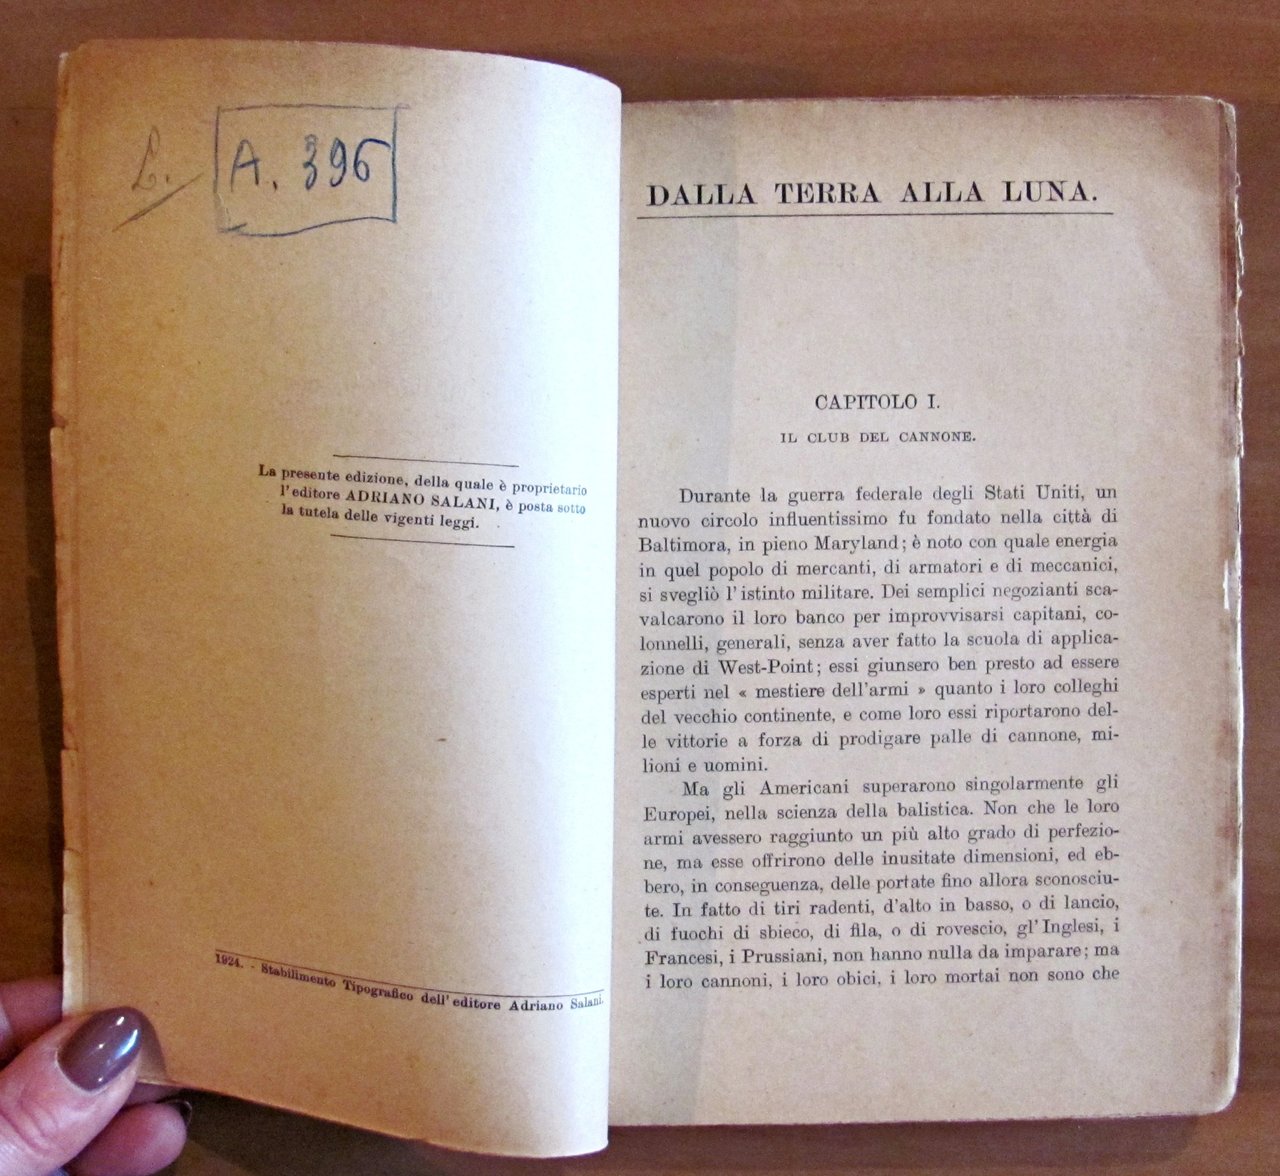 L. A. 396
La presente edizione, della quale è proprietario
l'editore ADRIANO SALANI, è posta sotto
la tutela delle vigenti leggi.
1924. - Stabilimento Tipografico dell'editore Adriano Salani.
DALLA TERRA ALLA LUNA.
CAPITOLO I.
IL CLUB DEL CANNONE.
Durante la guerra federale degli Stati Uniti, un
nuovo circolo influentissimo fu fondato nella città di
Baltimora, in pieno Maryland; è noto con quale energia
in quel popolo di mercanti, di armatori e di meccanici,
si svegliò l'istinto militare. Dei semplici negozianti sca-
valcarono il loro banco per improvvisarsi capitani, co-
lonnelli, generali, senza aver fatto la scuola di applica-
zione di West-Point; essi giunsero ben presto ad essere
esperti nel « mestiere dell'armi » quanto i loro colleghi
del vecchio continente, e come loro essi riportarono del-
le vittorie a forza di prodigare palle di cannone, mi-
lioni e uomini.
Ma gli Americani superarono singolarmente gli
Europei, nella scienza della balistica. Non che le loro
armi avessero raggiunto un più alto grado di perfezio-
ne, ma esse offrirono delle inusitate dimensioni, ed eb-
bero, in conseguenza, delle portate fino allora sconosciu-
te. In fatto di tiri radenti, d'alto in basso, o di lancio,
di fuochi di sbieco, di fila, o di rovescio, gl'Inglesi, i
Francesi, i Prussiani, non hanno nulla da imparare; ma
i loro cannoni, i loro obici, i loro mortai non sono che